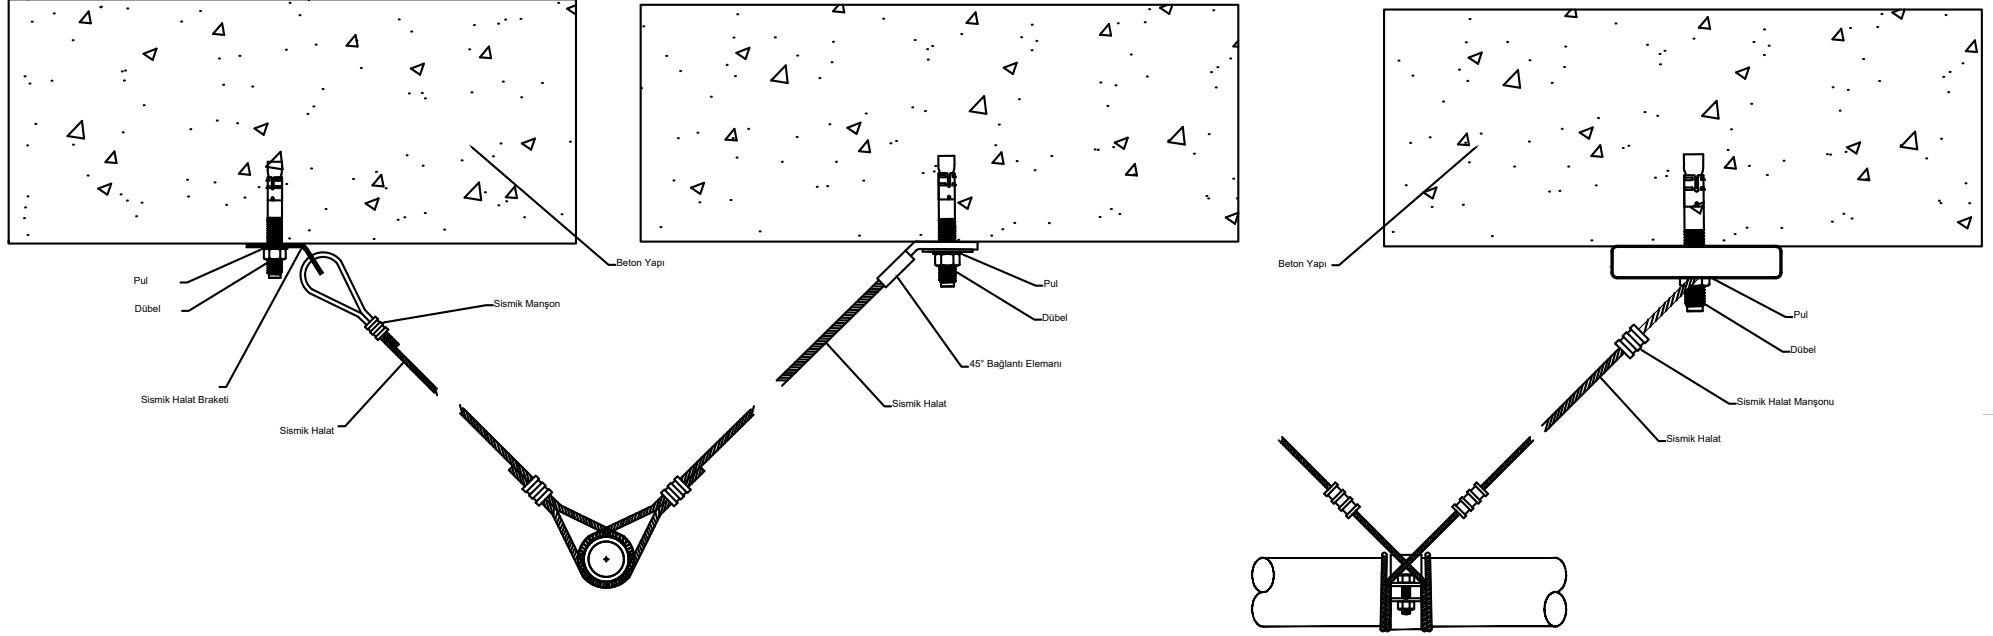 Pul
Dübel
Sismik Halat Braketi
Sismik Halat
Sismik Manşon
Beton Yapı
Pul
Dübel
45° Bağlantı Elemanı
Sismik Halat
Beton Yapı
Pul
Dübel
Sismik Halat Manşonu
Sismik Halat